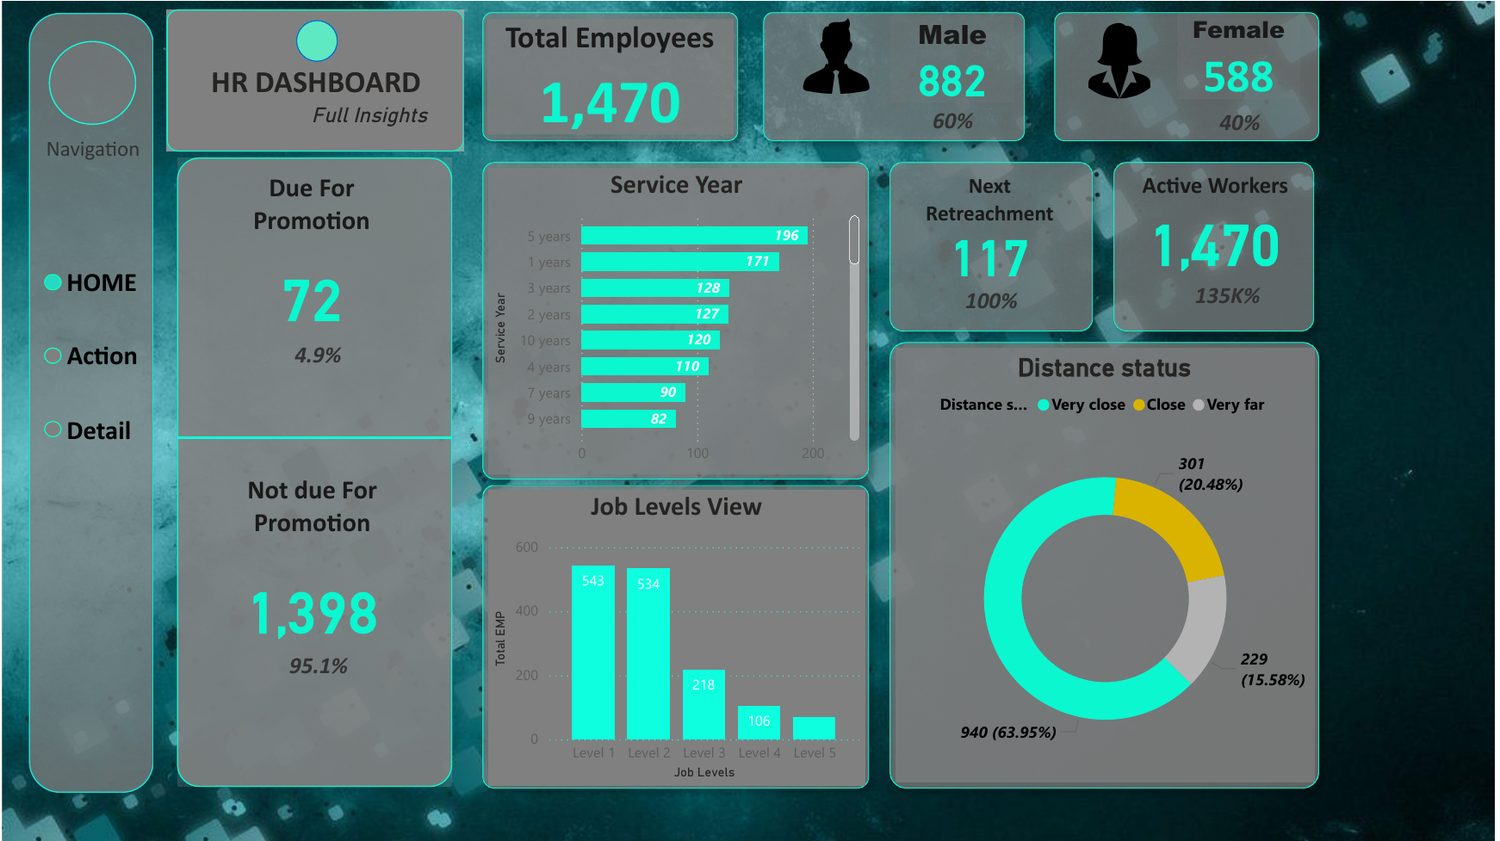 Navigation
HOME
Action
Detail
HR DASHBOARD
Full Insights
Total Employees
1,470
Male
882
60%
Female
588
40%
Due For
Promotion
72
4.9%
Not due For
Promotion
1,398
95.1%
Service Year
Service Year
5 years
196
1 years
171
3 years
128
2 years
127
10 years
120
4 years
110
7 years
90
9 years
82
0
100
200
Next
Retreachment
117
100%
Active Workers
1,470
135K%
Job Levels View
Total EMP
600
400
200
0
543
534
218
106
Level 1
Level 2
Level 3
Level 4
Level 5
Job Levels
Distance status
Distance s... Very close Close Very far
301
(20.48%)
229
(15.58%)
940 (63.95%)